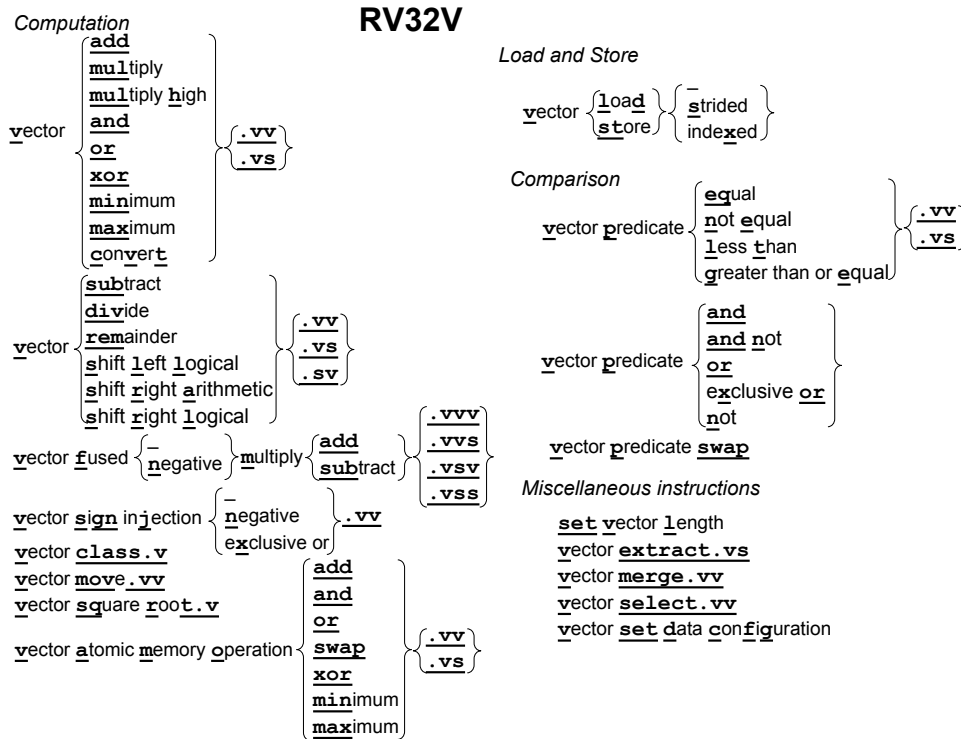 RV32V
Computation
vector
add
multiply
multiply high
and
or
xor
minimum
maximum
convert
.vv
.vs
vector
subtract
divide
remainder
shift left logical
shift right arithmetic
shift right logical
.vv
.vs
.sv
vector fused
–
negative
multiply
add
subtract
.vvv
.vvs
.vsv
.vss
vector sign injection
–
negative
exclusive or
.vv
vector class.v
vector move.vv
vector square root.v
vector atomic memory operation
add
and
or
swap
xor
minimum
maximum
.vv
.vs
Load and Store
vector
load
store
–
strided
indexed
Comparison
vector predicate
equal
not equal
less than
greater than or equal
.vv
.vs
vector predicate
and
and not
or
exclusive or
not
vector predicate swap
Miscellaneous instructions
set vector length
vector extract.vs
vector merge.vv
vector select.vv
vector set data configuration